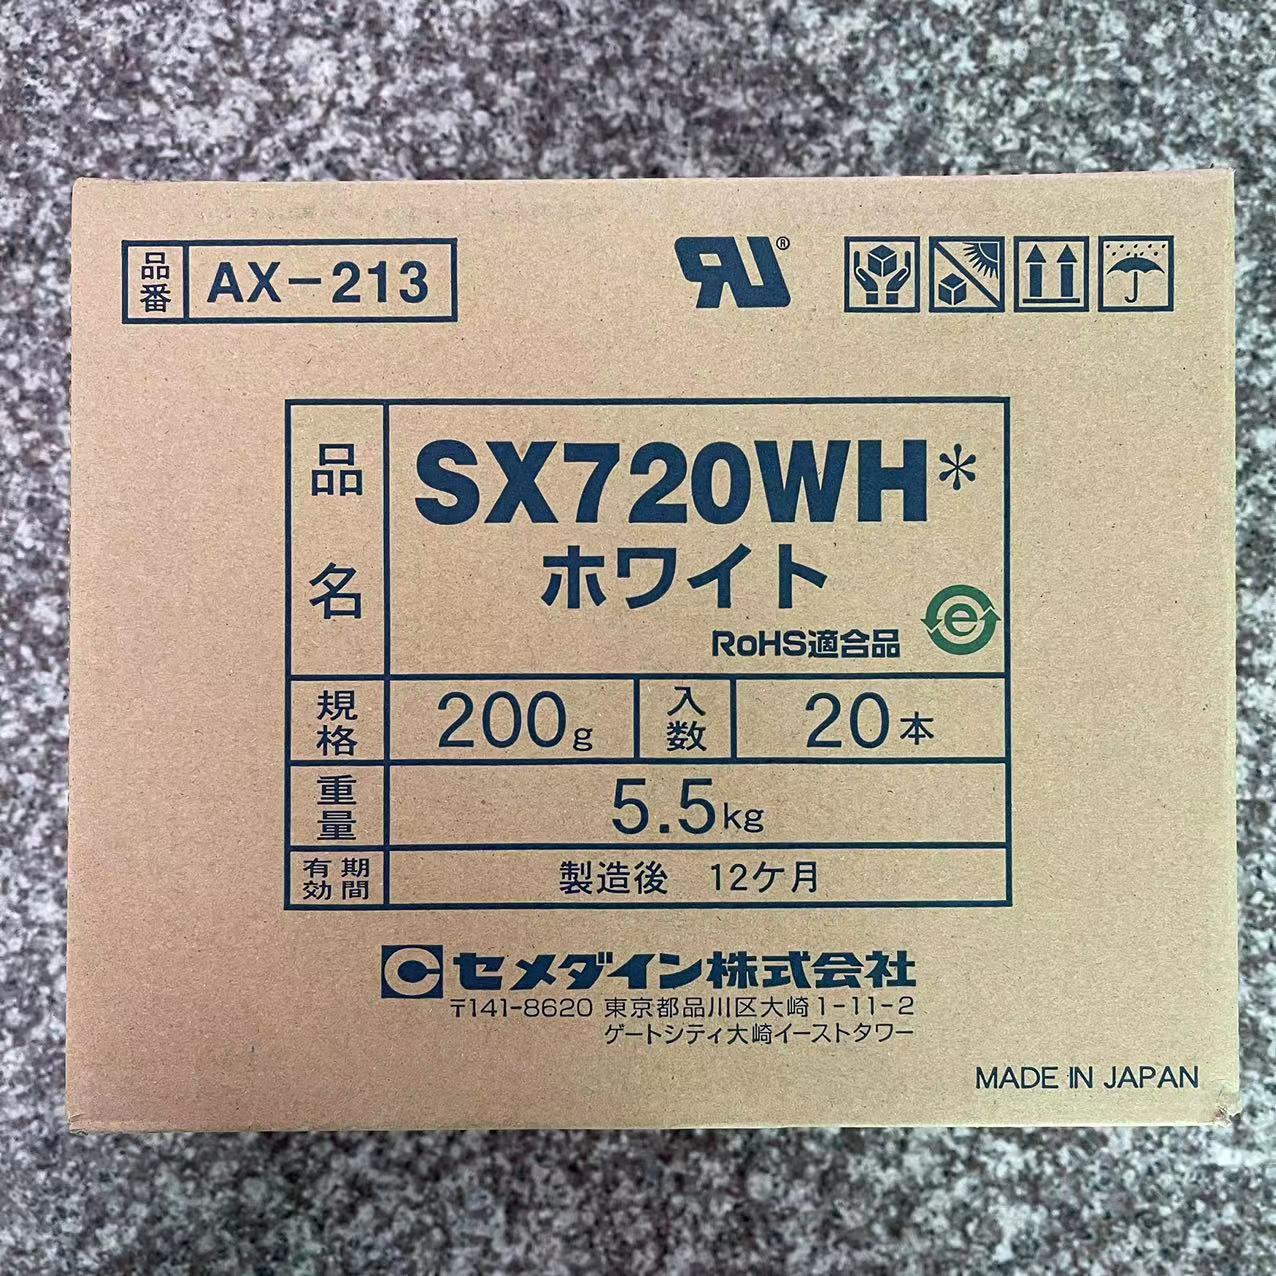 品番 AX-213
RU®
品名 SX720WH*
ホワイト
RoHS適合品 e
規格 200g 入数 20本
重量 5.5kg
有効期間 製造後 12ケ月
C セメダイン株式会社
〒141-8620 東京都品川区大崎1-11-2
ゲートシティ大崎イーストタワー
MADE IN JAPAN